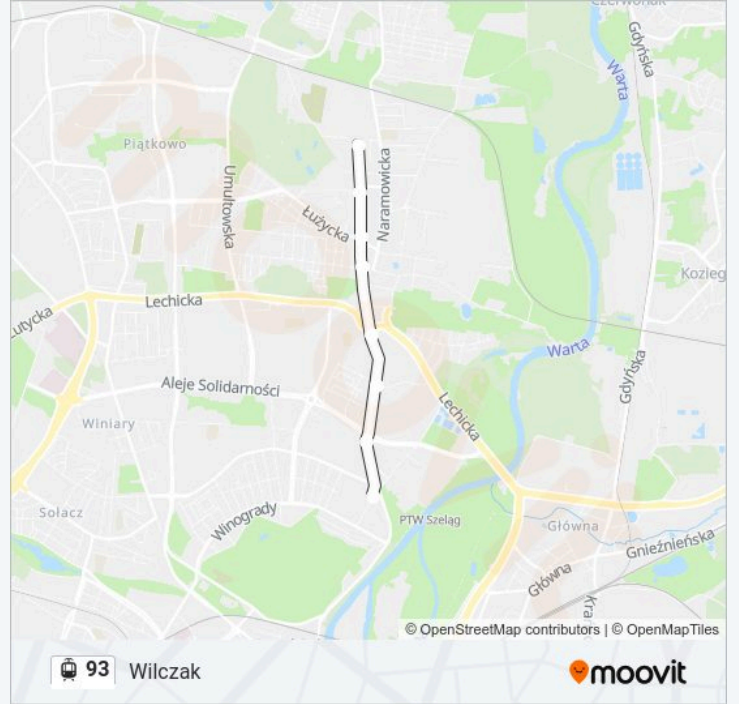 Czerwonak
Gdyńska
Warta
Piątkowo
Umultowska
Naramowicka
Łużycka
Kozieg
Lechicka
Lutycka
Warta
Gdyńska
Aleje Solidarności
Winiary
Lechicka
Sołacz
Winogrady
PTW Szeląg
Główna
Gnieźnieńska
Główna
© OpenStreetMap contributors | © OpenMapTiles
93 Wilczak
moovit